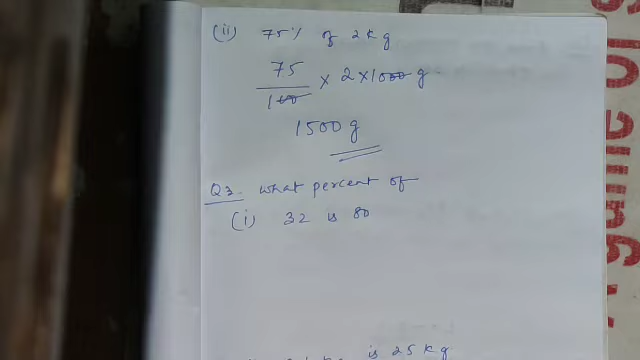 (ii) 75% of 2 kg
75
100 × 2 × 1000 g
1500 g
Q3. What percent of
(i) 32 is 80
is 25 kg